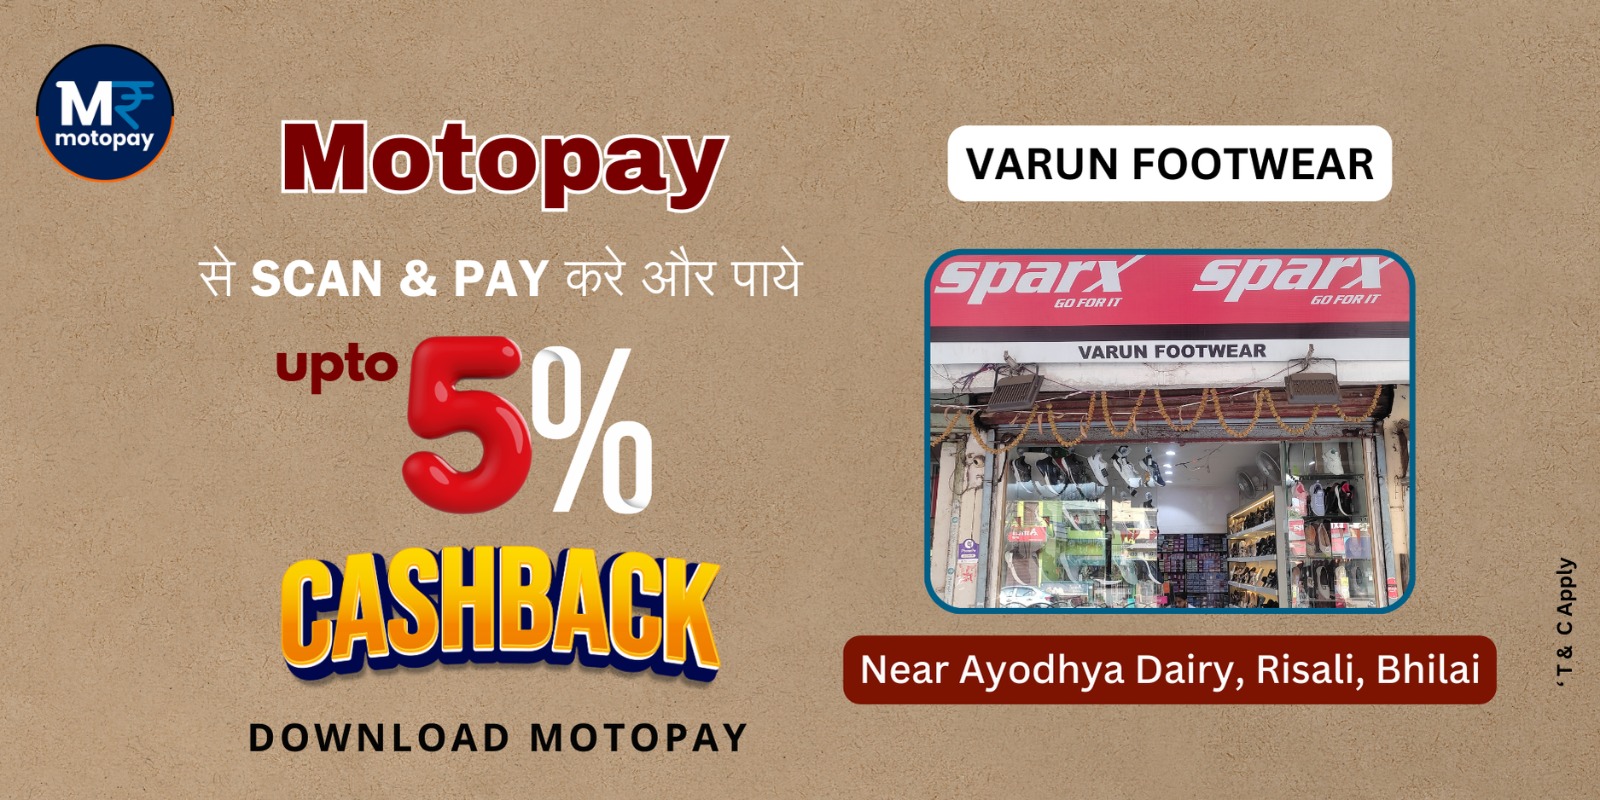 MR₹
motopay
Motopay
से SCAN & PAY करे और पाये
upto 5%
CASHBACK
DOWNLOAD MOTOPAY
VARUN FOOTWEAR
sparx sparx
GO FOR IT GO FOR IT
VARUN FOOTWEAR
Near Ayodhya Dairy, Risali, Bhilai
‘ T & C Apply